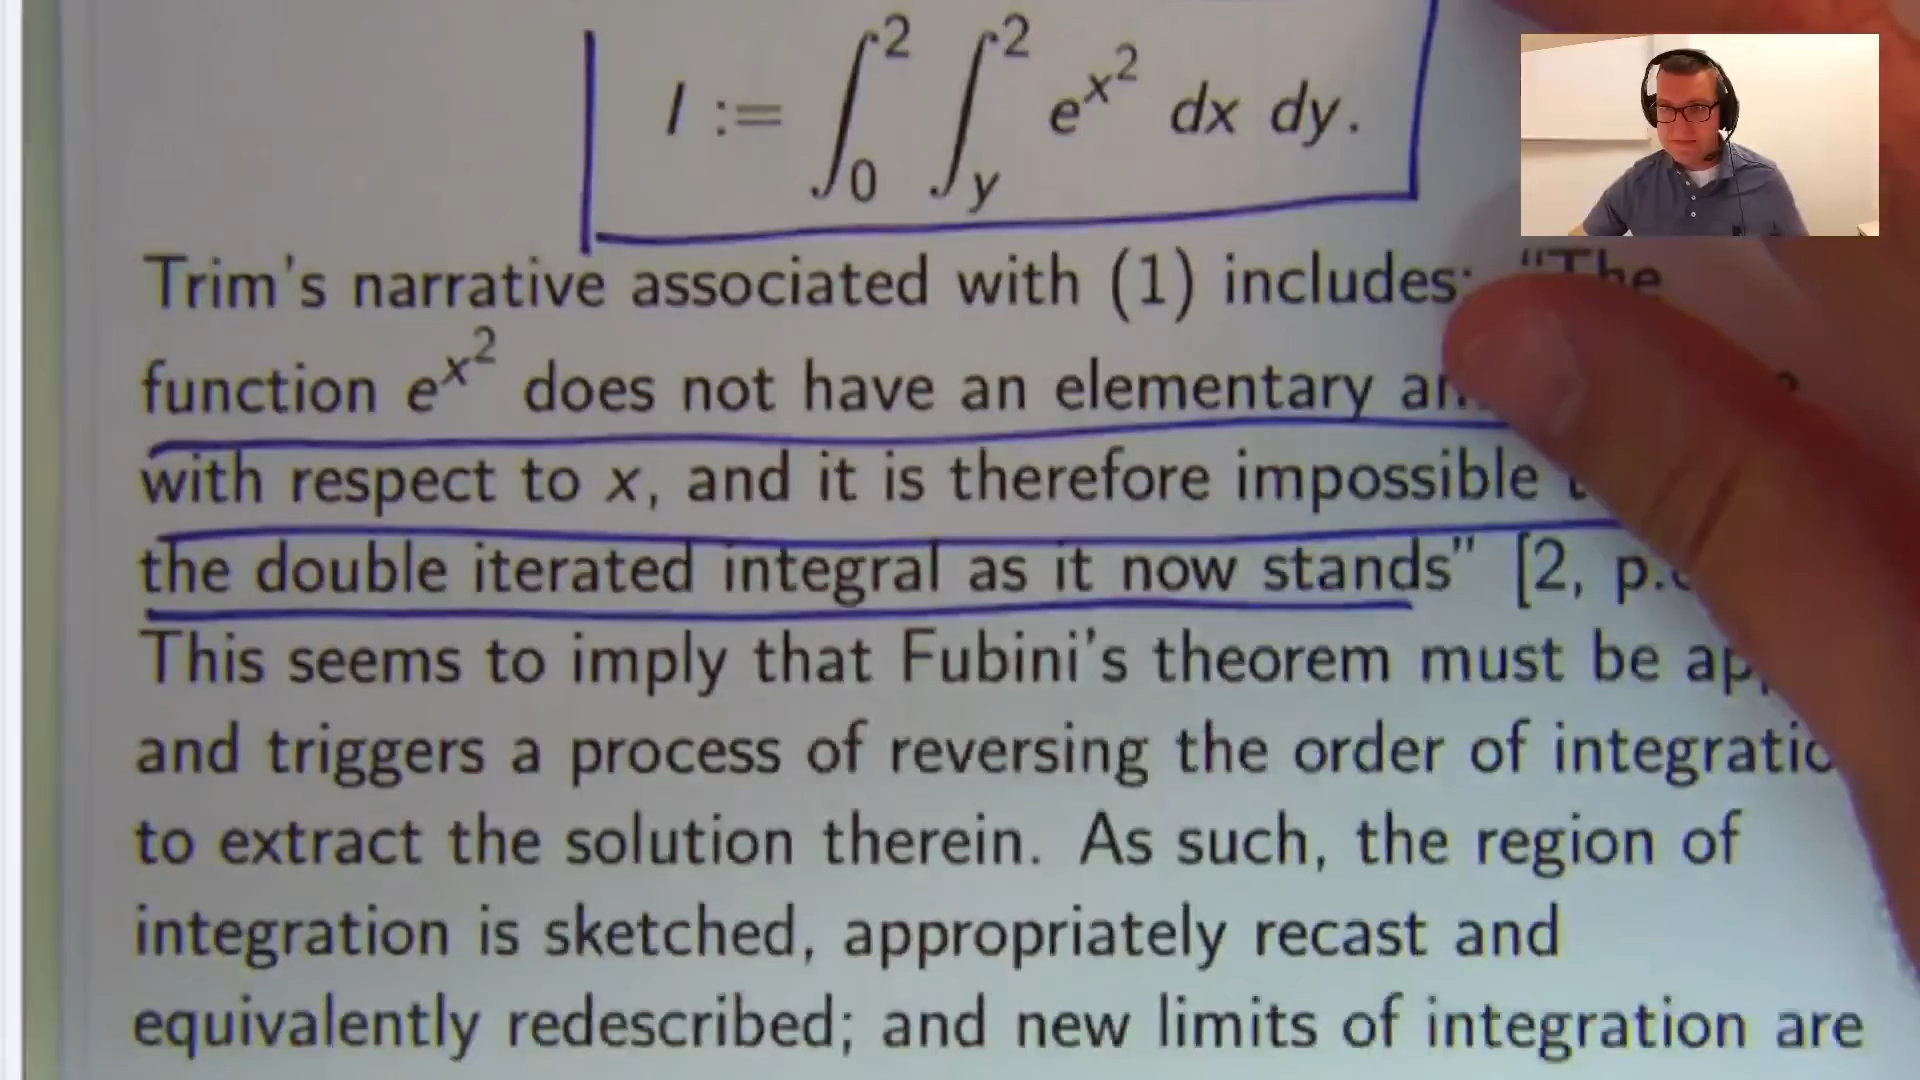 I := ∫₀² ∫ᵧ² e^{x²} dx dy.
Trim's narrative associated with (1) includes: “The
function e^{x²} does not have an elementary
with respect to x, and it is therefore impossible
the double iterated integral as it now stands” [2,
This seems to imply that Fubini's theorem must be
and triggers a process of reversing the order of
to extract the solution therein. As such, the region of
integration is sketched, appropriately recast and
equivalently redescribed; and new limits of integration are